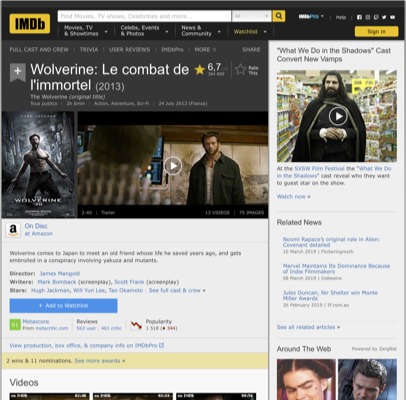 IMDb
Find Movies, TV shows, Celebrities and more...
All
IMDbPro
Help
Movies, TV
& Showtimes
Celebs, Events
& Photos
News &
Community
Watchlist
Sign in
FULL CAST AND CREW | TRIVIA | USER REVIEWS | IMDbPro | MORE
SHARE
Wolverine: Le combat de
l'immortel (2013)
6,7
Rate
This
The Wolverine (original title)
Tous publics | 2h 6min | Action, Adventure, Sci-Fi | 24 July 2013 (France)
WOLVERINE
2:40 | Trailer
13 VIDEOS | 75 IMAGES
On Disc
at Amazon
Wolverine comes to Japan to meet an old friend whose life he saved years ago, and gets
embroiled in a conspiracy involving yakuza and mutants.
Director: James Mangold
Writers: Mark Bomback (screenplay), Scott Frank (screenplay)
Stars: Hugh Jackman, Will Yun Lee, Tao Okamoto | See full cast & crew »
+ Add to Watchlist
61
Metascore
From metacritic.com
Reviews
563 user | 461 critic
Popularity
1 518 (344)
View production, box office, & company info on IMDbPro
2 wins & 11 nominations. See more awards »
Videos
"What We Do in the Shadows" Cast
Convert New Vamps
At the SXSW Film Festival the "What We
Do in the Shadows" cast reveal who they want
to guest star on the show.
Watch now »
Related News
Noomi Rapace's original role in Alien:
Covenant detailed
10 March 2019 | Flickeringmyth
Marvel Maintains Its Dominance Because
of Indie Filmmakers
08 March 2019 | Indiewire
Jules Duncan, Nir Shelter win Monte
Miller Awards
26 February 2019 | IF.com.au
See all related articles »
Around The Web
Powered by ZergNet